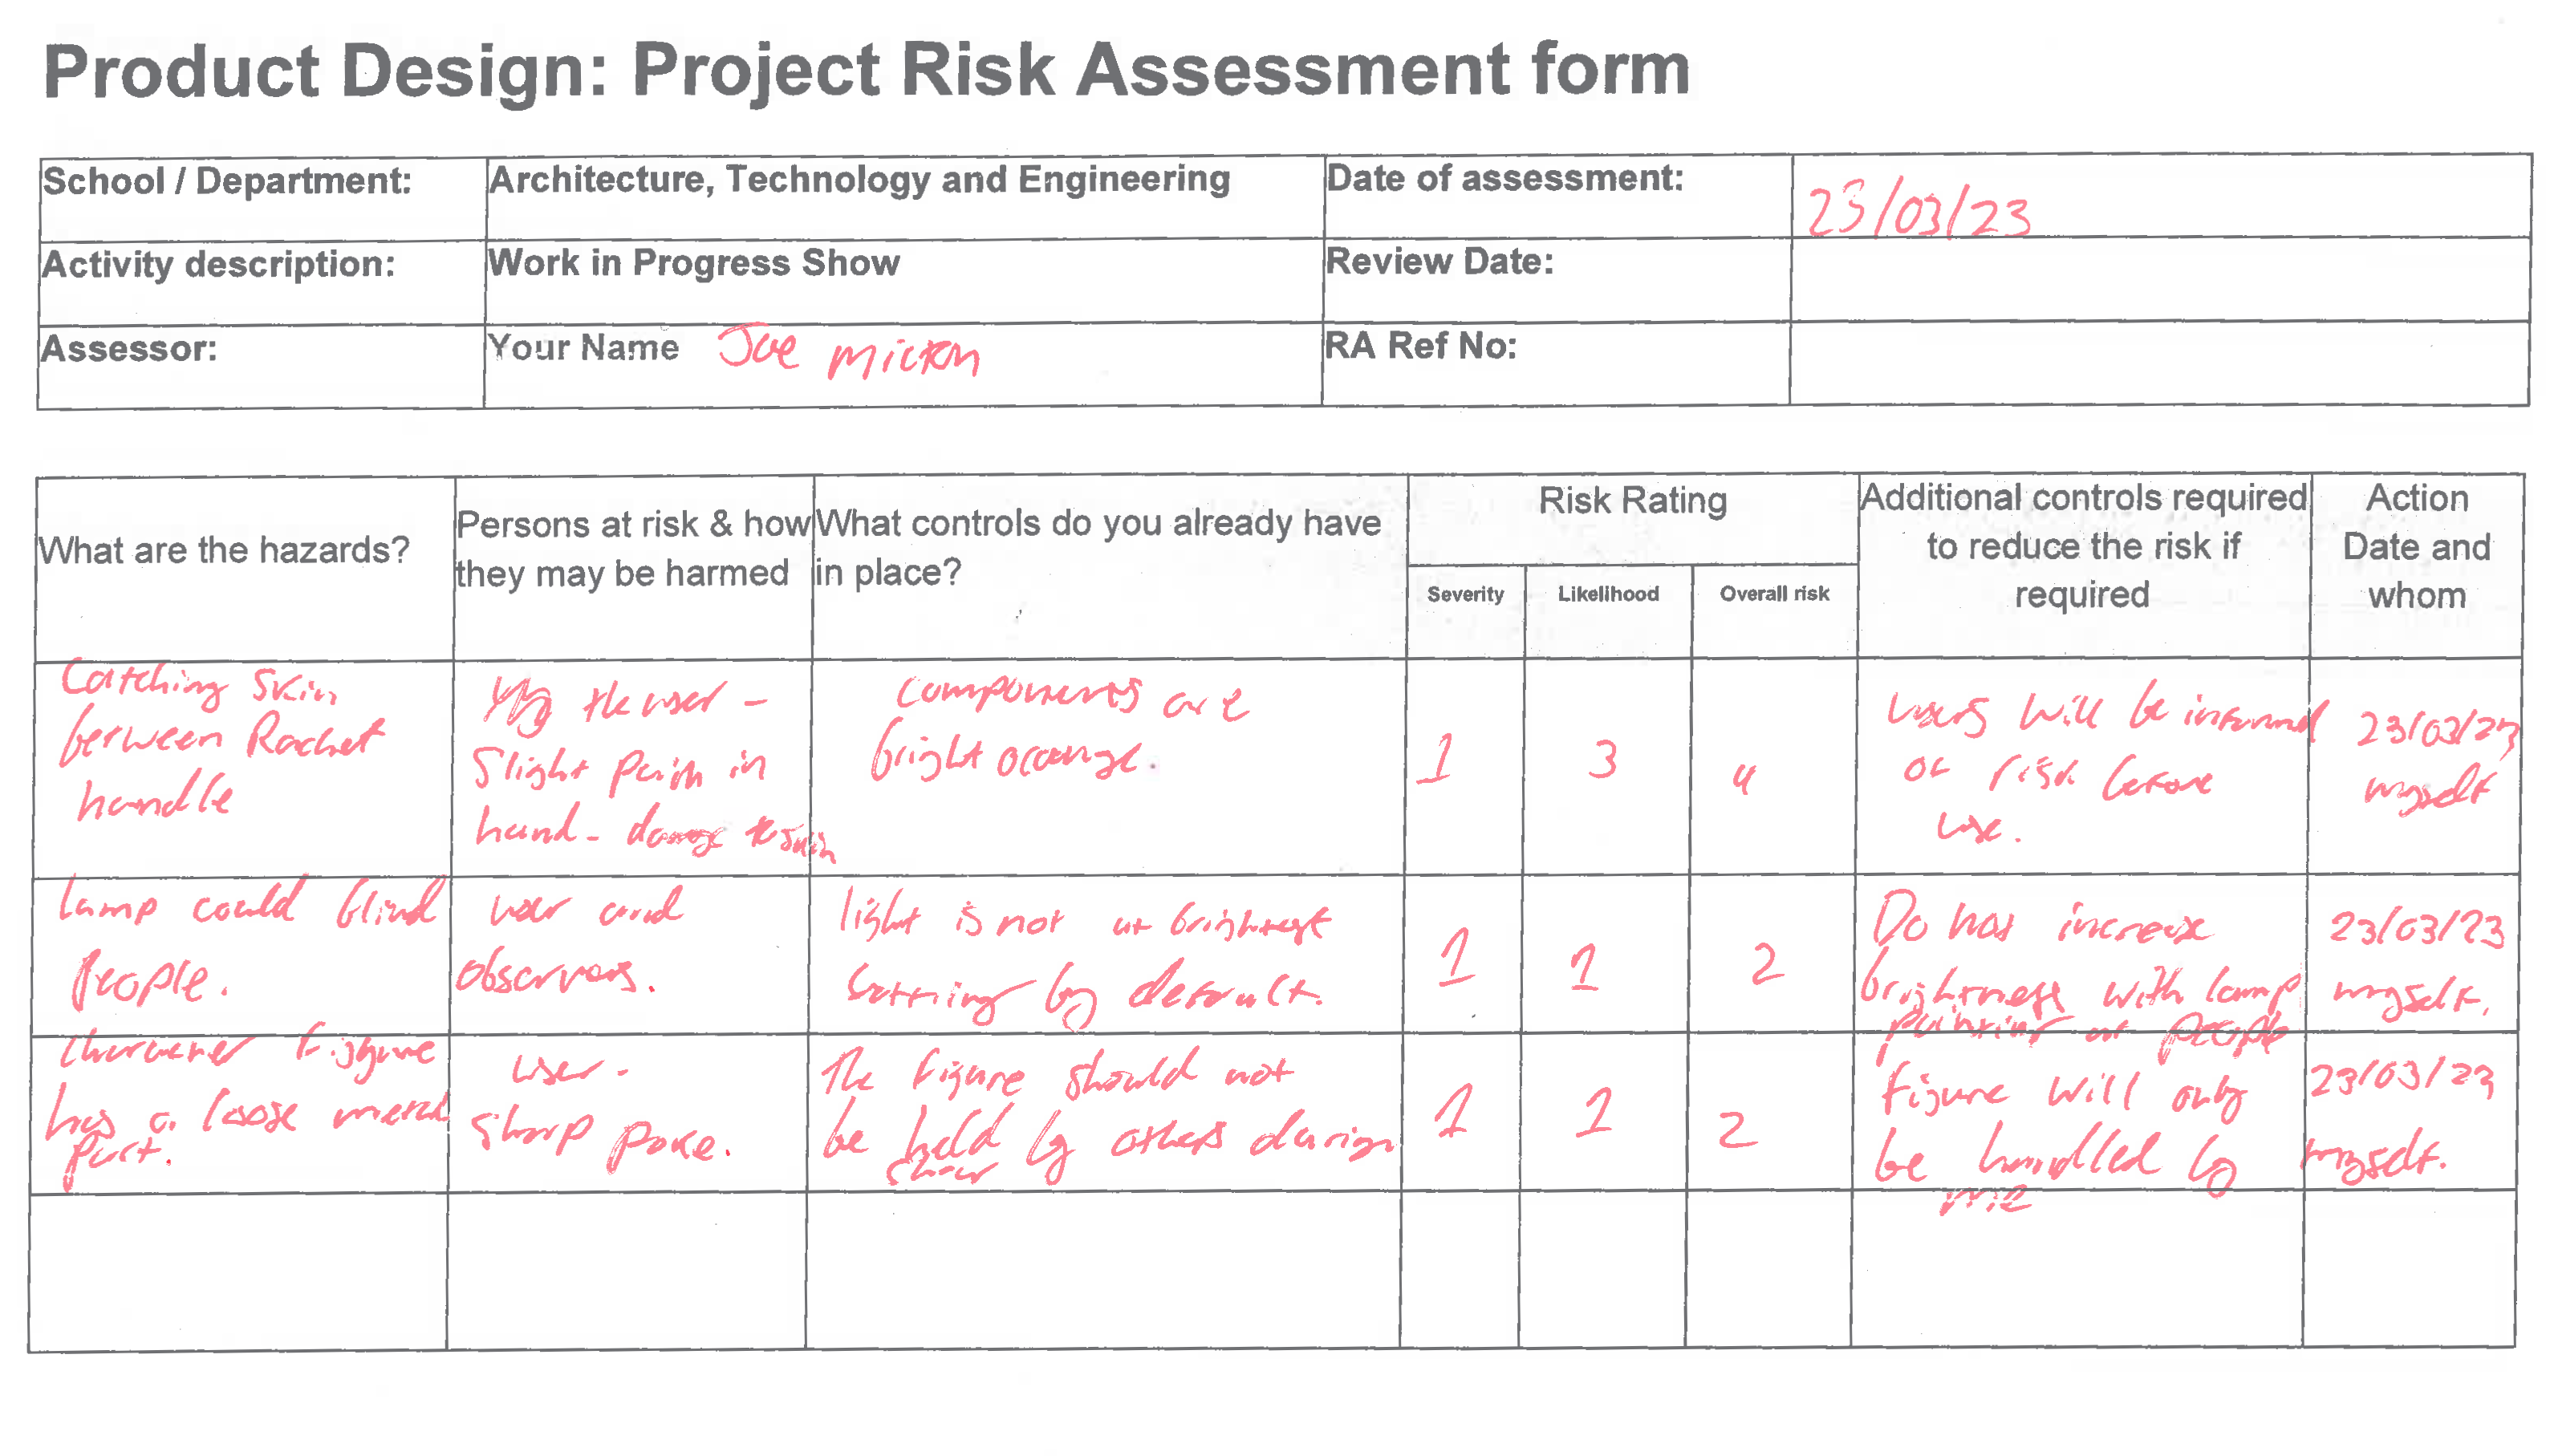 Product Design: Project Risk Assessment form
School / Department: Architecture, Technology and Engineering Date of assessment: 23/03/23
Activity description: Work in Progress Show Review Date:
Assessor: Your Name Joe RA Ref No:
What are the hazards?
Persons at risk & how
they may be harmed
What controls do you already have
in place?
Risk Rating
Severity Likelihood Overall risk
Additional controls required
to reduce the risk if
required
Action
Date and
whom
Catching Skin
between Rachet
handle
the user -
Slight pain in
hand - damage to skin
components are
bright orange.
1 3 4
users will be informed
of risk before
use.
23/03/23
myself
lamp could blind
people.
user and
observers.
light is not at brightest
setting by default.
1 1 2
Do not increase
brightness with lamp
pointing at people
23/03/23
myself.
character figure
has a loose metal
part.
user -
sharp poke.
The figure should not
be held by others during
1 1 2
figure will only
be handled by
me
23/03/23
myself.